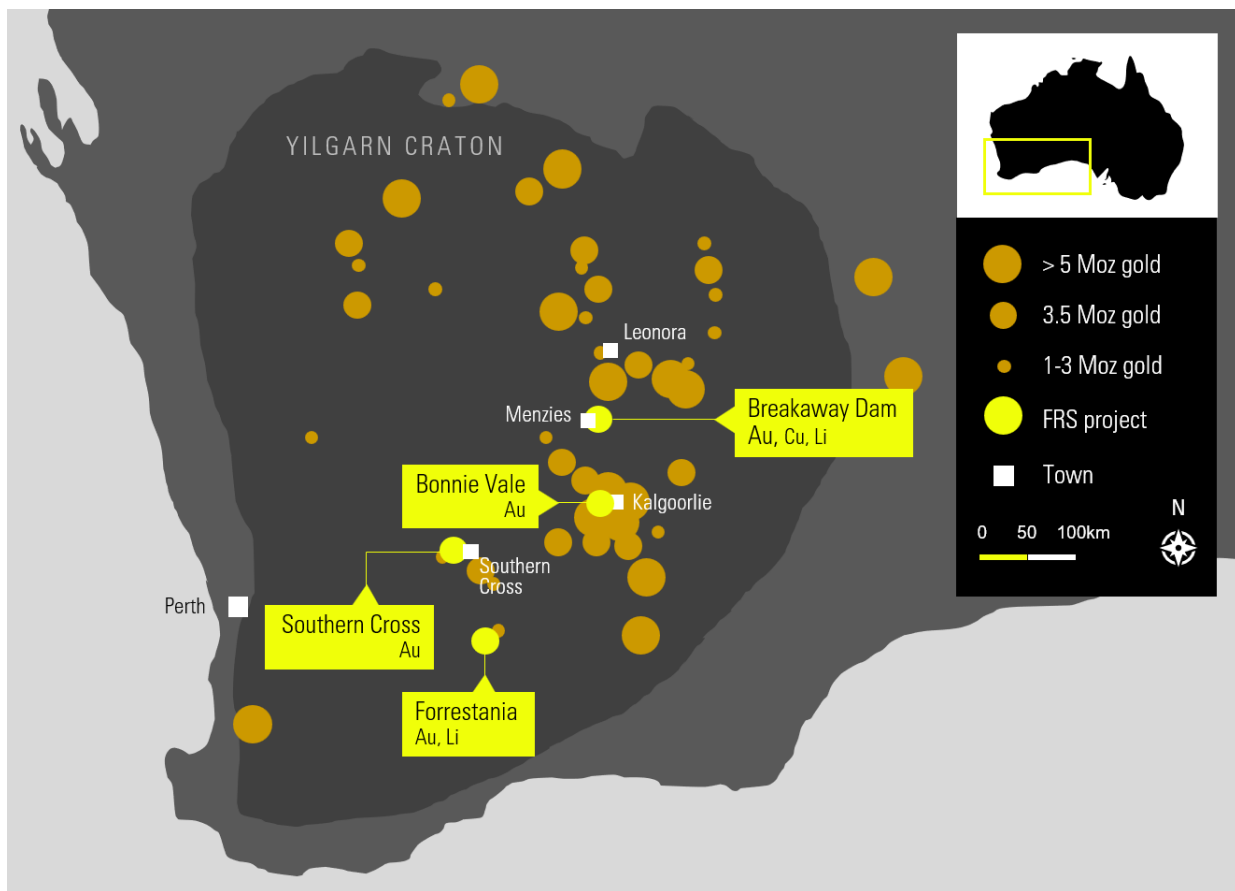 YILGARN CRATON
Leonora
Menzies
Breakaway Dam
Au, Cu, Li
Bonnie Vale
Au
Kalgoorlie
Southern
Cross
Perth
Southern Cross
Au
Forrestania
Au, Li
> 5 Moz gold
3.5 Moz gold
1-3 Moz gold
FRS project
Town
N
0 50 100km